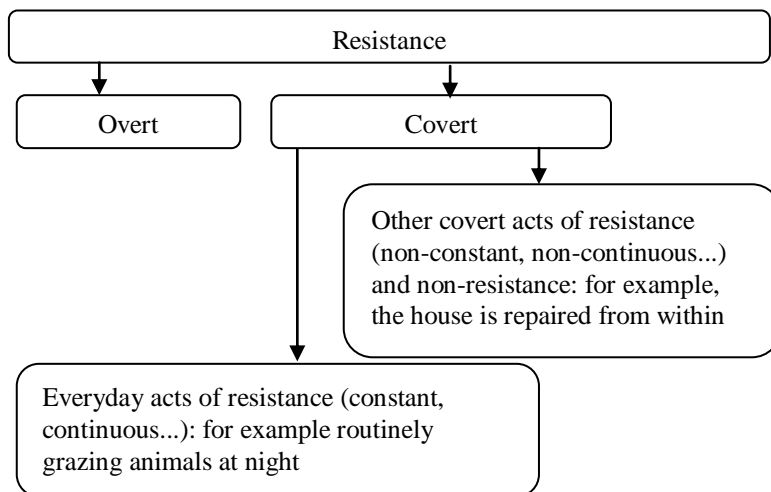 Resistance
Overt
Covert
Other covert acts of resistance
(non-constant, non-continuous...)
and non-resistance: for example,
the house is repaired from within
Everyday acts of resistance (constant,
continuous...): for example routinely
grazing animals at night